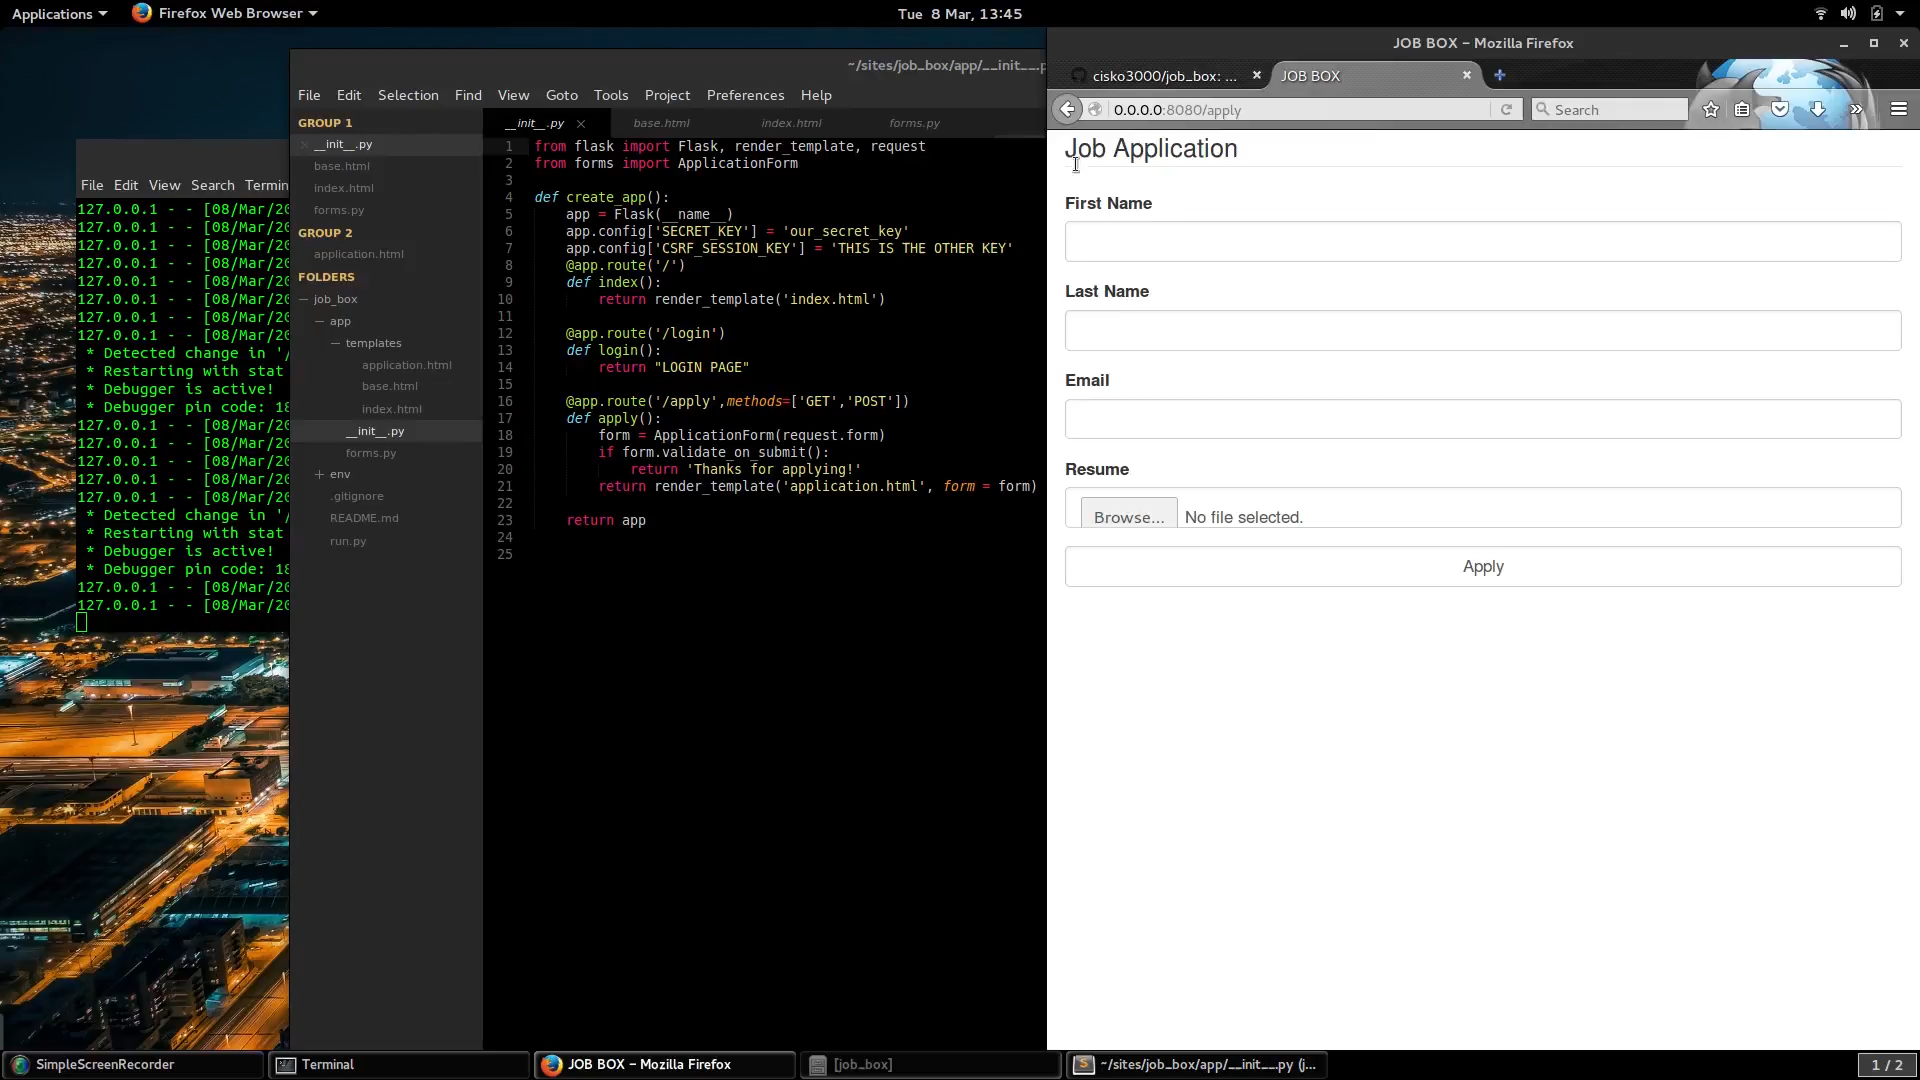 Applications
Firefox Web Browser
Tue 8 Mar, 13:45
File Edit View Search Termin
127.0.0.1 - - [08/Mar/20
127.0.0.1 - - [08/Mar/20
127.0.0.1 - - [08/Mar/20
127.0.0.1 - - [08/Mar/20
127.0.0.1 - - [08/Mar/20
127.0.0.1 - - [08/Mar/20
127.0.0.1 - - [08/Mar/20
127.0.0.1 - - [08/Mar/20
* Detected change in '/
* Restarting with stat
* Debugger is active!
* Debugger pin code: 18
127.0.0.1 - - [08/Mar/20
127.0.0.1 - - [08/Mar/20
127.0.0.1 - - [08/Mar/20
127.0.0.1 - - [08/Mar/20
127.0.0.1 - - [08/Mar/20
* Detected change in '/
* Restarting with stat
* Debugger is active!
* Debugger pin code: 18
127.0.0.1 - - [08/Mar/20
127.0.0.1 - - [08/Mar/20
~/sites/job_box/app/__init__.p
File Edit Selection Find View Goto Tools Project Preferences Help
GROUP 1
__init__.py
base.html
index.html
forms.py
GROUP 2
application.html
FOLDERS
job_box
app
templates
application.html
base.html
index.html
__init__.py
forms.py
env
.gitignore
README.md
run.py
__init__.py base.html index.html forms.py
1 from flask import Flask, render_template, request
2 from forms import ApplicationForm
3
4 def create_app():
5 app = Flask(__name__)
6 app.config['SECRET_KEY'] = 'our_secret_key'
7 app.config['CSRF_SESSION_KEY'] = 'THIS IS THE OTHER KEY'
8 @app.route('/')
9 def index():
10 return render_template('index.html')
11
12 @app.route('/login')
13 def login():
14 return "LOGIN PAGE"
15
16 @app.route('/apply',methods=['GET','POST'])
17 def apply():
18 form = ApplicationForm(request.form)
19 if form.validate_on_submit():
20 return 'Thanks for applying!'
21 return render_template('application.html', form = form)
22
23 return app
24
25
JOB BOX – Mozilla Firefox
cisko3000/job_box: ...
JOB BOX
0.0.0.0:8080/apply
Search
Job Application
First Name
Last Name
Email
Resume
Browse... No file selected.
Apply
SimpleScreenRecorder
Terminal
JOB BOX – Mozilla Firefox
[job_box]
~/sites/job_box/app/__init__.py (j...
1 / 2